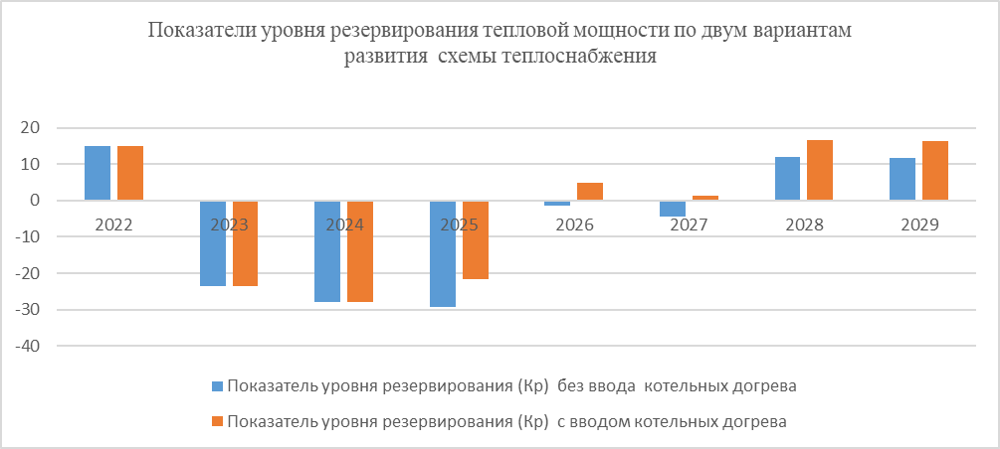 Показатели уровня резервирования тепловой мощности по двум вариантам
развития схемы теплоснабжения
20
10
0
-10
-20
-30
-40
2022 2023 2024 2025 2026 2027 2028 2029
Показатель уровня резервирования (Кр) без ввода котельных догрева
Показатель уровня резервирования (Кр) с вводом котельных догрева